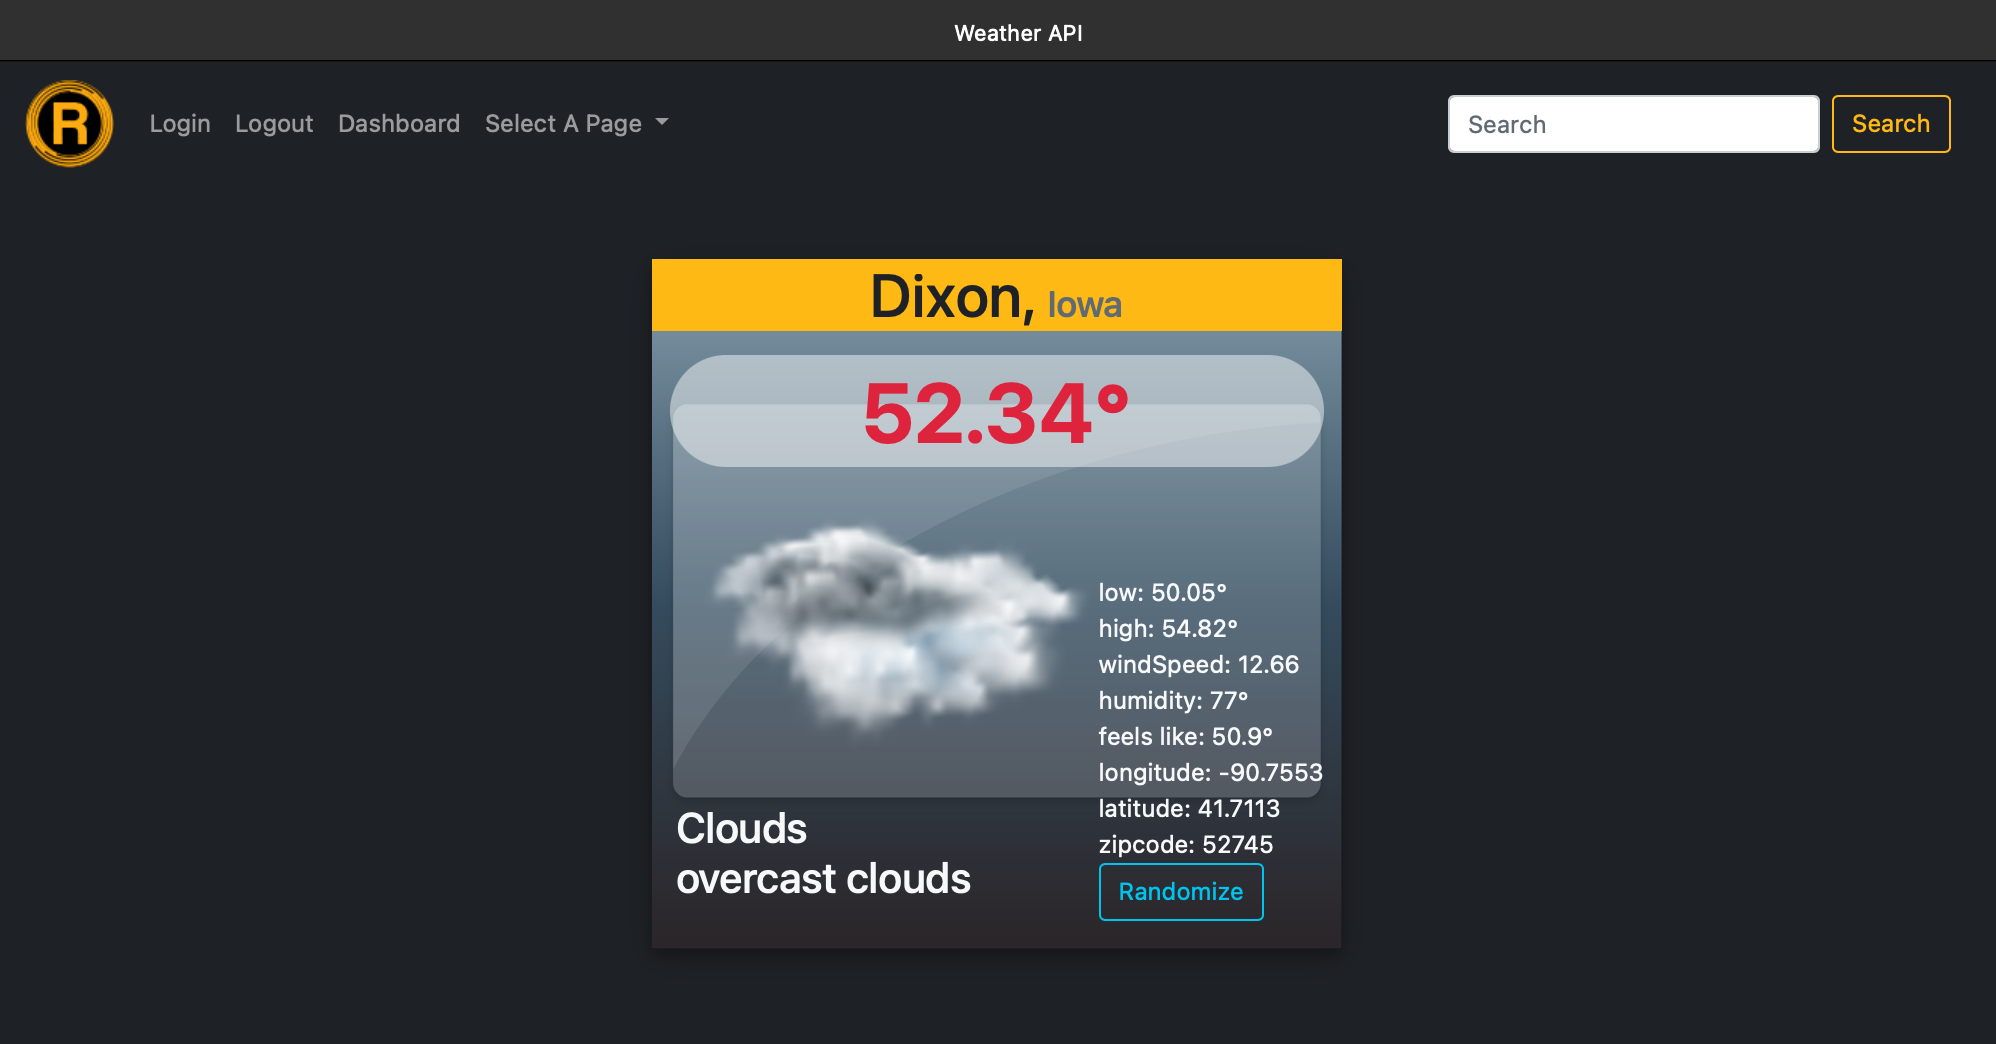 Weather API
R
Login Logout Dashboard Select A Page
Search
Search
Dixon, Iowa
52.34°
low: 50.05°
high: 54.82°
windSpeed: 12.66
humidity: 77°
feels like: 50.9°
longitude: -90.7553
latitude: 41.7113
zipcode: 52745
Randomize
Clouds
overcast clouds